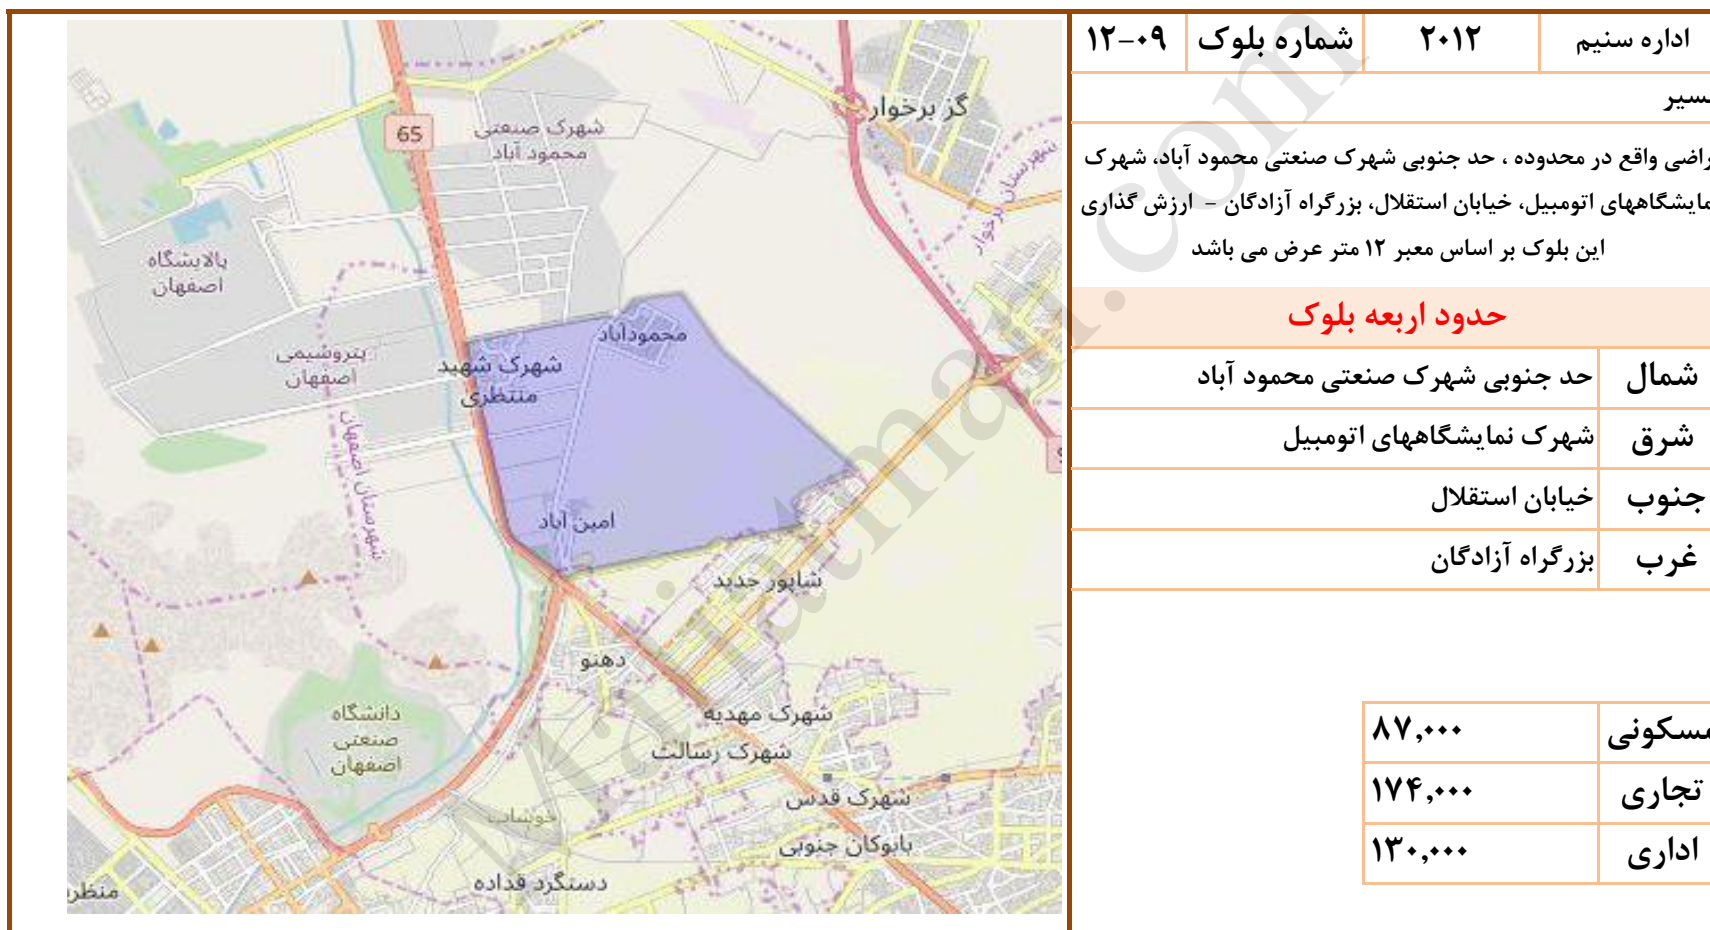 اداره سنیم ۲۰۱۲ شماره بلوک ۱۲-۰۹
سیر
راضی واقع در محدوده ، حد جنوبی شهرک صنعتی محمود آباد، شهرک
مایشگاههای اتومبیل، خیابان استقلال، بزرگراه آزادگان - ارزش گذاری
این بلوک بر اساس معبر ۱۲ متر عرض می باشد
حدود اربعه بلوک
شمال حد جنوبی شهرک صنعتی محمود آباد
شرق شهرک نمایشگاههای اتومبیل
جنوب خیابان استقلال
غرب بزرگراه آزادگان
مسکونی ۸۷,۰۰۰
تجاری ۱۷۴,۰۰۰
اداری ۱۳۰,۰۰۰
گز برخوار
65
شهرک صنعتی
محمود آباد
شهرستان برخوار
پالایشگاه
اصفهان
محمودآباد
پتروشیمی
اصفهان
شهرک شهید
منتظری
شهرستان اصفهان
9
امین آباد
شاپور جدید
دهنو
دانشگاه
صنعتی
اصفهان
شهرک مهدیه
شهرک رسالت
شهرک قدس
خوشاب
بابوکان جنوبی
دستگرد قداده
منظر
Maliatman.com